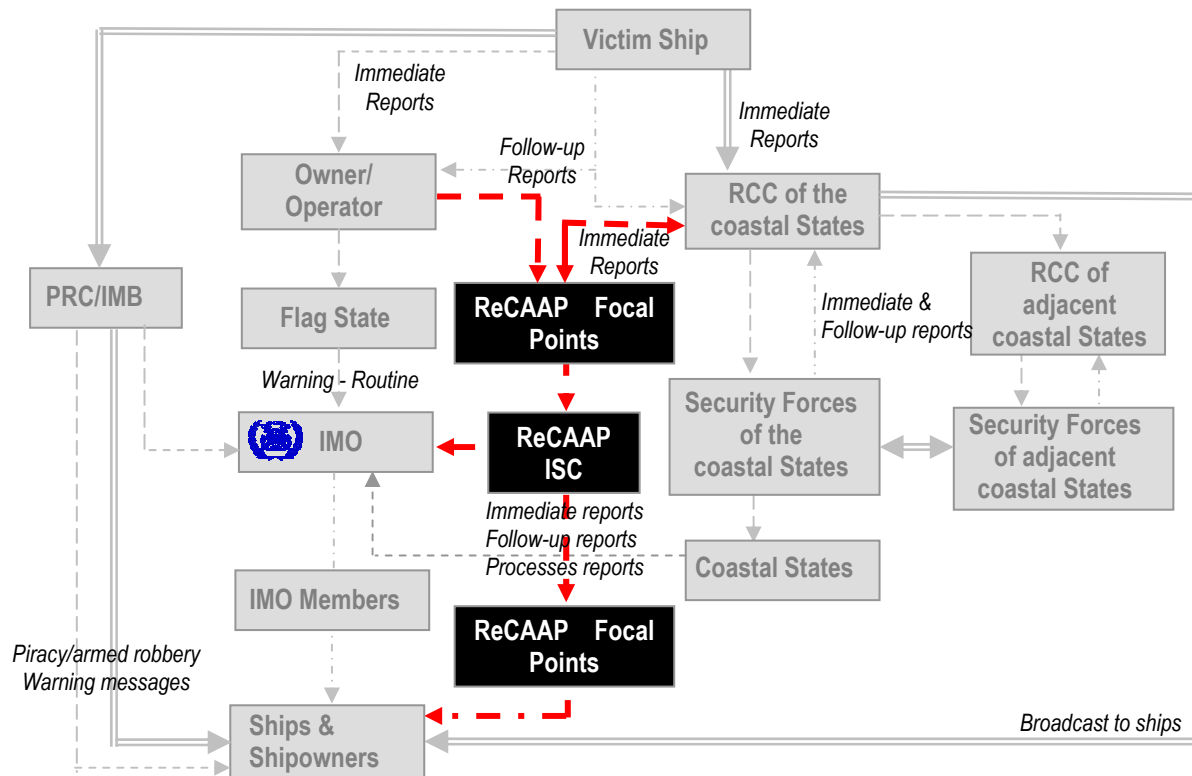 Victim Ship
Immediate
Reports
Immediate
Reports
Follow-up
Reports
Owner/
Operator
RCC of the
coastal States
Immediate
Reports
PRC/IMB
Flag State
ReCAAP Focal
Points
Immediate &
Follow-up reports
RCC of
adjacent
coastal States
Warning - Routine
IMO
ReCAAP
ISC
Security Forces
of the
coastal States
Security Forces
of adjacent
coastal States
Immediate reports
Follow-up reports
Processes reports
Coastal States
IMO Members
ReCAAP Focal
Points
Piracy/armed robbery
Warning messages
Ships &
Shipowners
Broadcast to ships